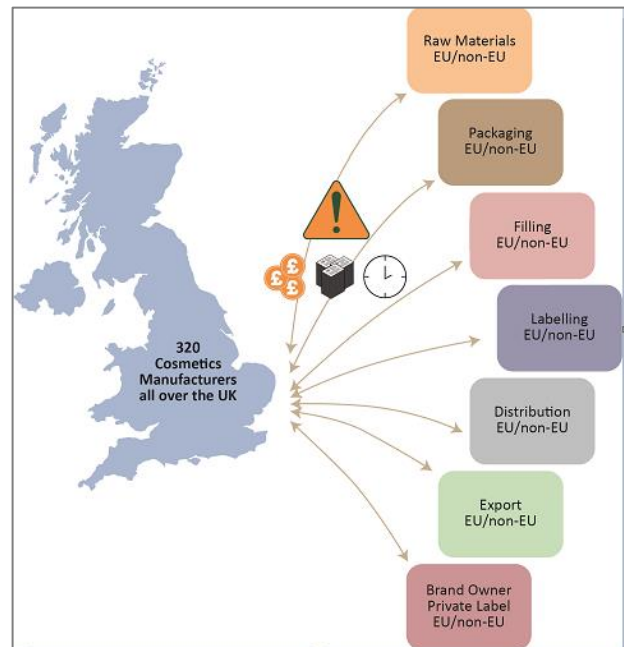 Raw Materials
EU/non-EU
Packaging
EU/non-EU
Filling
EU/non-EU
£
£
£
320
Cosmetics
Manufacturers
all over the UK
Labelling
EU/non-EU
Distribution
EU/non-EU
Export
EU/non-EU
Brand Owner
Private Label
EU/non-EU